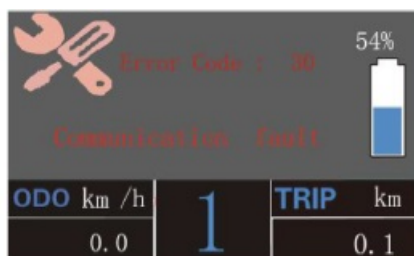 54%
Error Code : 30
Communication fault
ODO km /h
0.0
1
TRIP km
0.1